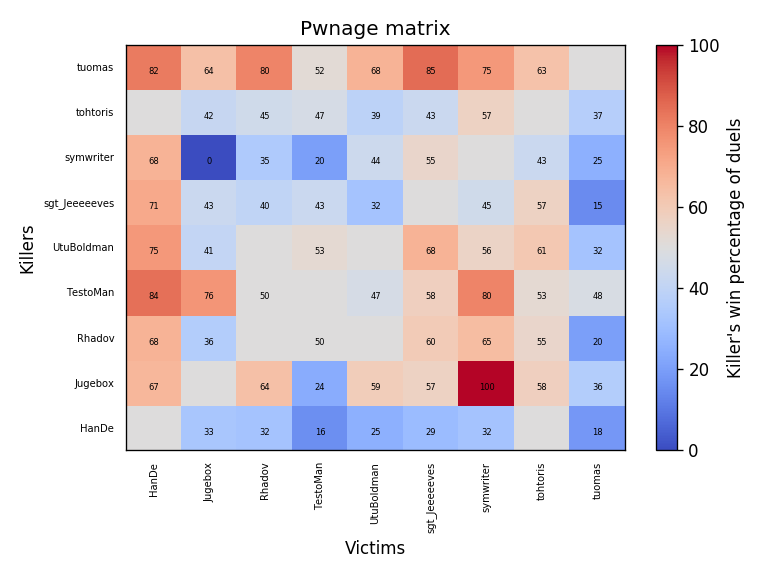 Pwnage matrix
tuomas 82 64 80 52 68 85 75 63
tohtoris 42 45 47 39 43 57 37
symwriter 68 0 35 20 44 55 43 25
sgt_Jeeeeeves 71 43 40 43 32 45 57 15
UtuBoldman 75 41 53 68 56 61 32
TestoMan 84 76 50 47 58 80 53 48
Rhadov 68 36 50 60 65 55 20
Jugebox 67 64 24 59 57 100 58 36
HanDe 33 32 16 25 29 32 18
HanDe Jugebox Rhadov TestoMan UtuBoldman sgt_Jeeeeeves symwriter tohtoris tuomas
Victims
Killers
100
80
60
40
20
0
Killer's win percentage of duels